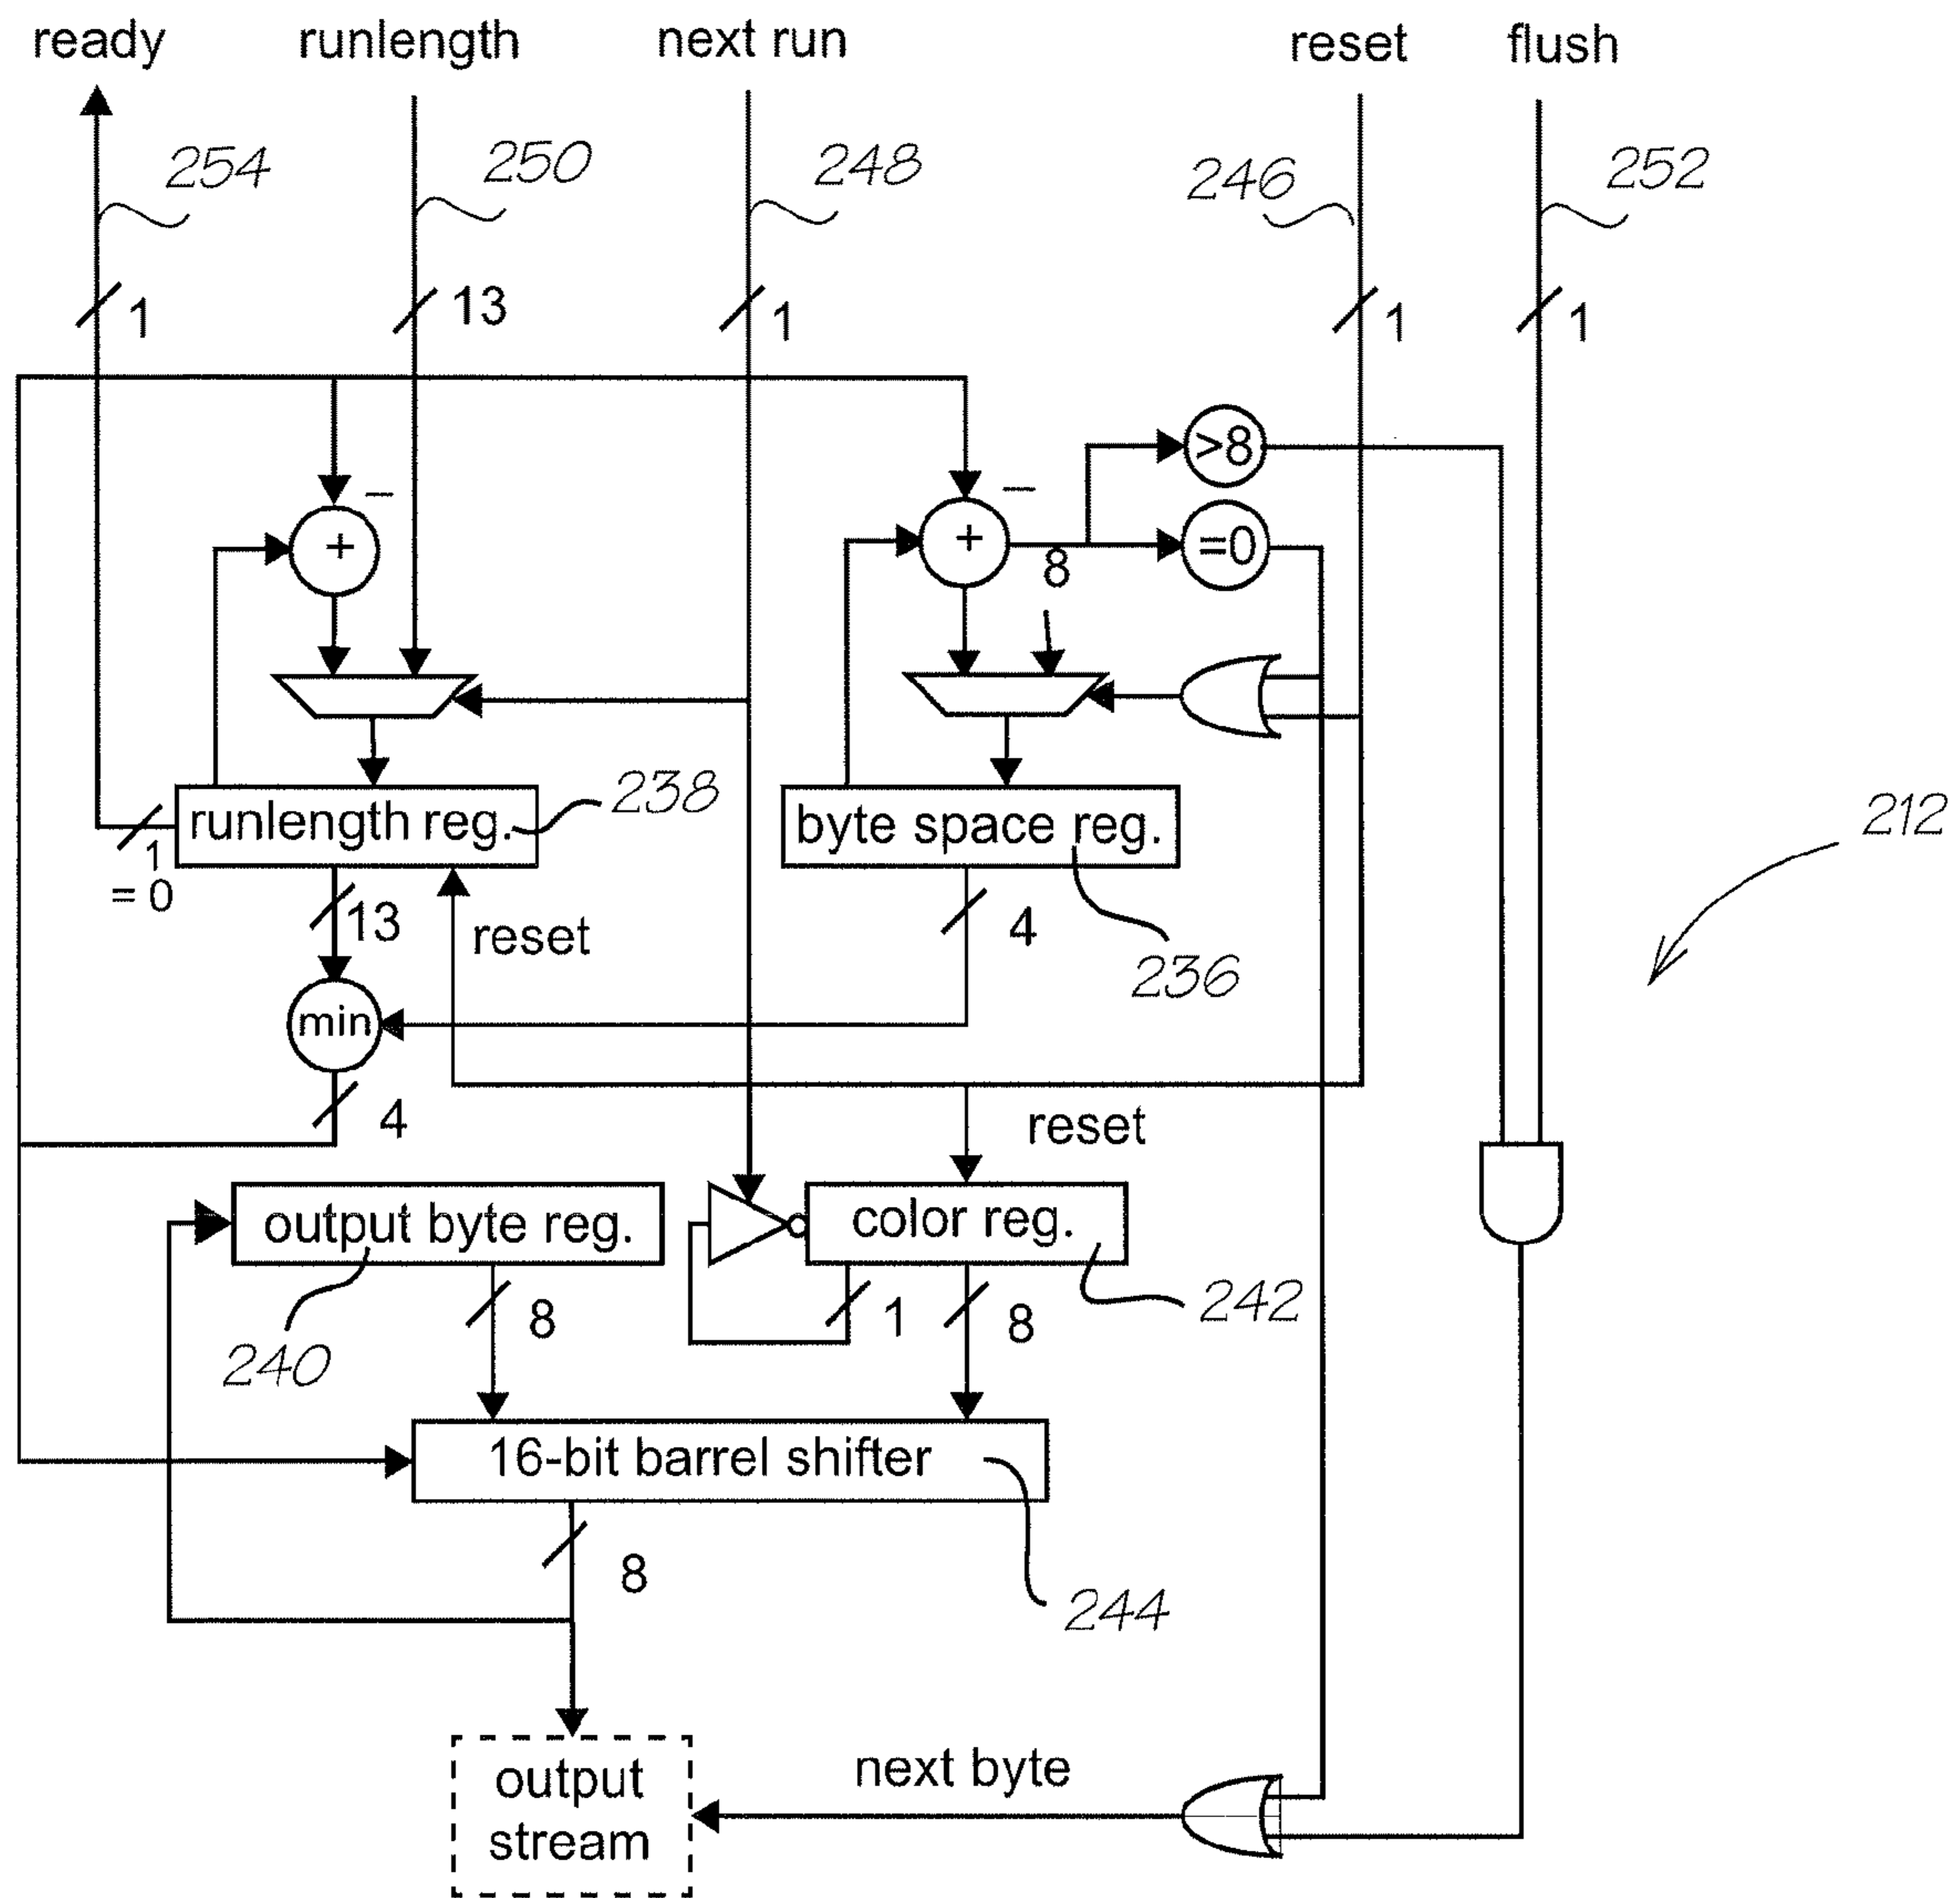 ready runlength next run reset flush
254 250 248 246 252
1 13 1 1 1
>8
– –
+ + =0
8
runlength reg. 238 byte space reg. 212
1
= 0
13 reset 4
236
min
4 reset
output byte reg. color reg.
8 1 8 242
240
16-bit barrel shifter
8 244
next byte
output
stream